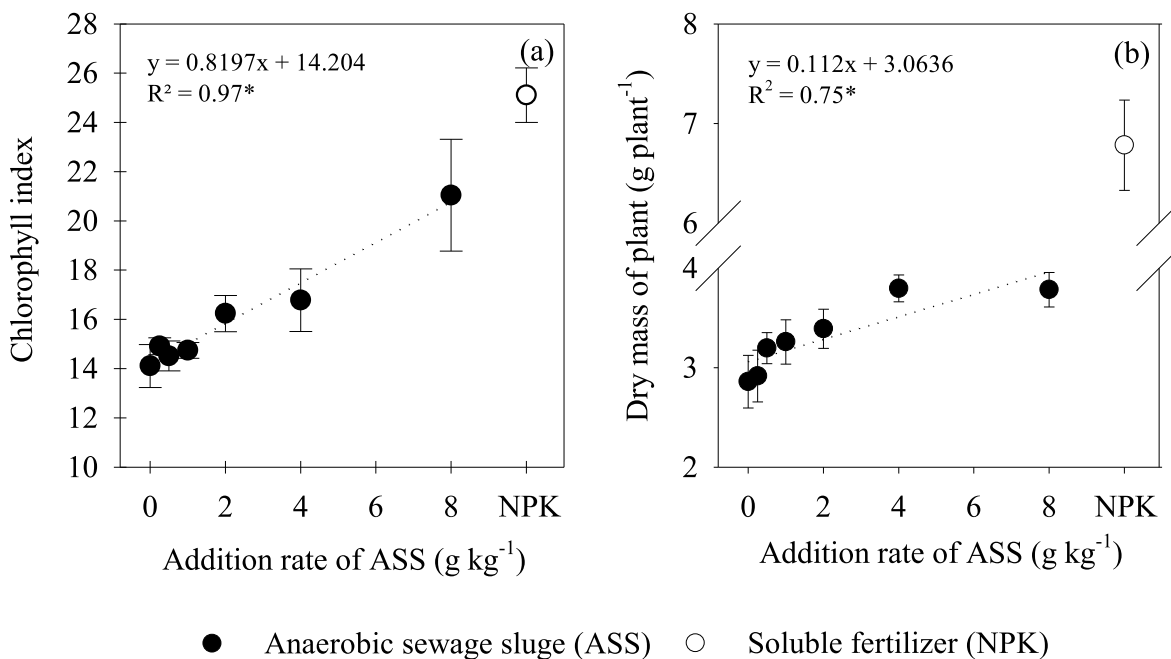 (a)
y = 0.8197x + 14.204
R² = 0.97*
Chlorophyll index
28
26
24
22
20
18
16
14
12
10
0 2 4 6 8 NPK
Addition rate of ASS (g kg⁻¹)
(b)
y = 0.112x + 3.0636
R² = 0.75*
Dry mass of plant (g plant⁻¹)
8
7
6
4
3
2
0 2 4 6 8 NPK
Addition rate of ASS (g kg⁻¹)
Anaerobic sewage sluge (ASS) Soluble fertilizer (NPK)